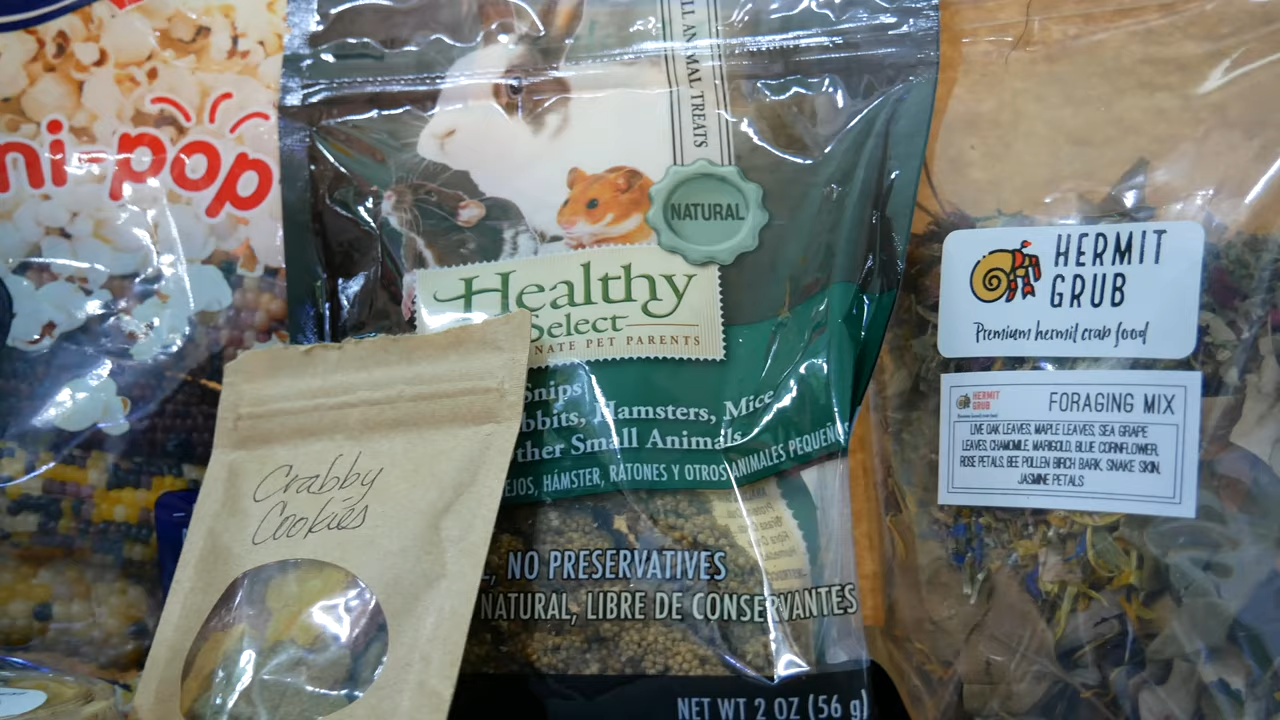 ni-pop
ALL ANIMAL TREATS
NATURAL
Healthy
Select
NATE PET PARENTS
Snips
bbits, Hamsters, Mice
ther Small Animals
EJOS, HÁMSTER, RATONES Y OTROS ANIMALES PEQUEÑOS
NO PRESERVATIVES
NATURAL, LIBRE DE CONSERVANTES
NET WT 2 OZ (56 g)
Crabby
Cookies
HERMIT
GRUB
Premium hermit crab food
HERMIT
GRUB
FORAGING MIX
LIVE OAK LEAVES, MAPLE LEAVES, SEA GRAPE
LEAVES, CHAMOMILE, MARIGOLD, BLUE CORNFLOWER,
ROSE PETALS, BEE POLLEN BIRCH BARK, SNAKE SKIN,
JASMINE PETALS